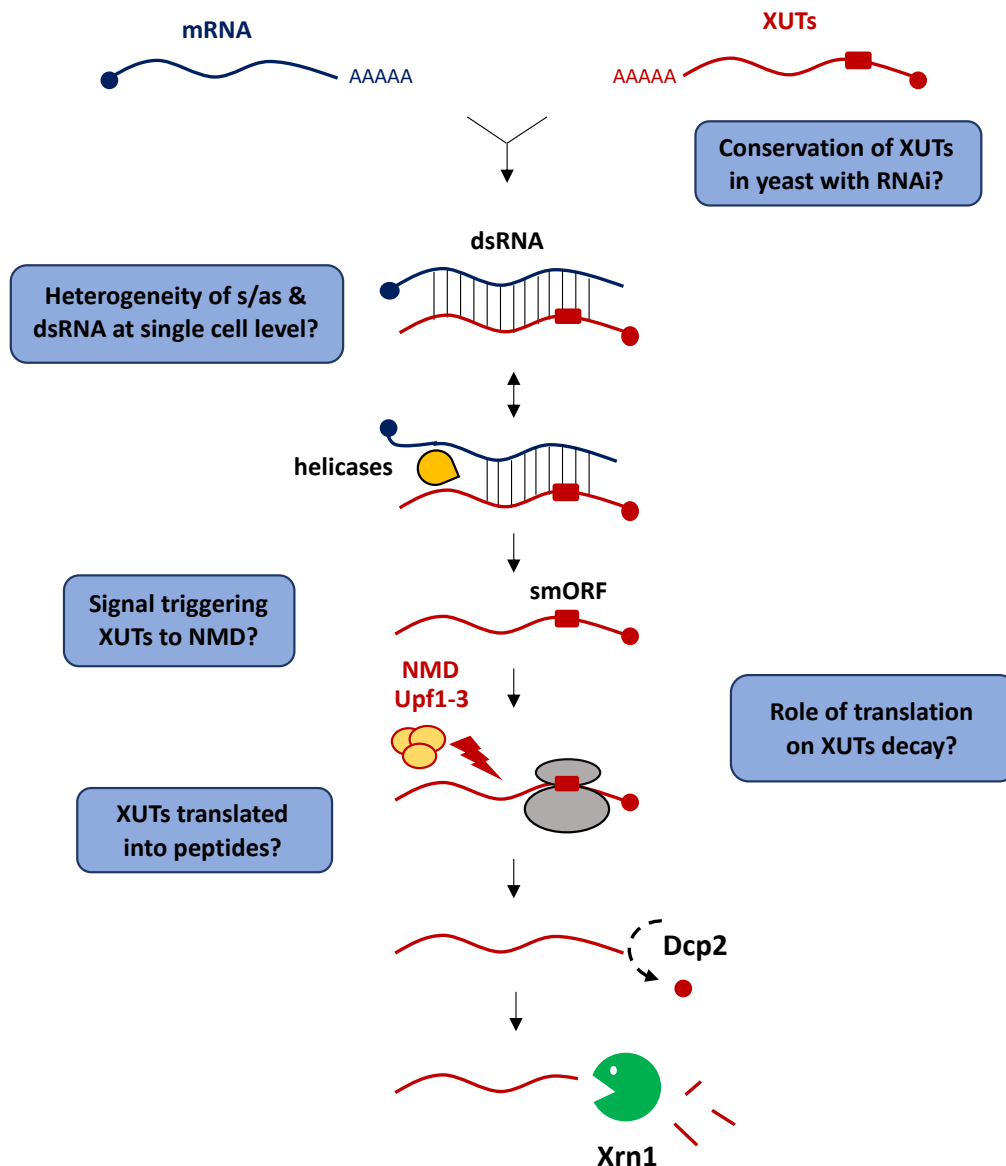 mRNA
XUTs
AAAAA
AAAAA
Conservation of XUTs
in yeast with RNAi?
dsRNA
Heterogeneity of s/as &
dsRNA at single cell level?
helicases
smORF
Signal triggering
XUTs to NMD?
NMD
Upf1-3
Role of translation
on XUTs decay?
XUTs translated
into peptides?
Dcp2
Xrn1